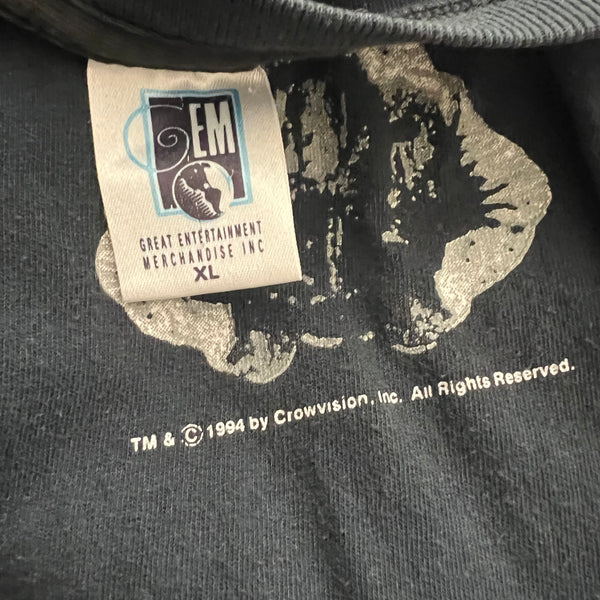 GEM
GREAT ENTERTAINMENT
MERCHANDISE INC
XL
TM & © 1994 by Crowvision, Inc. All Rights Reserved.